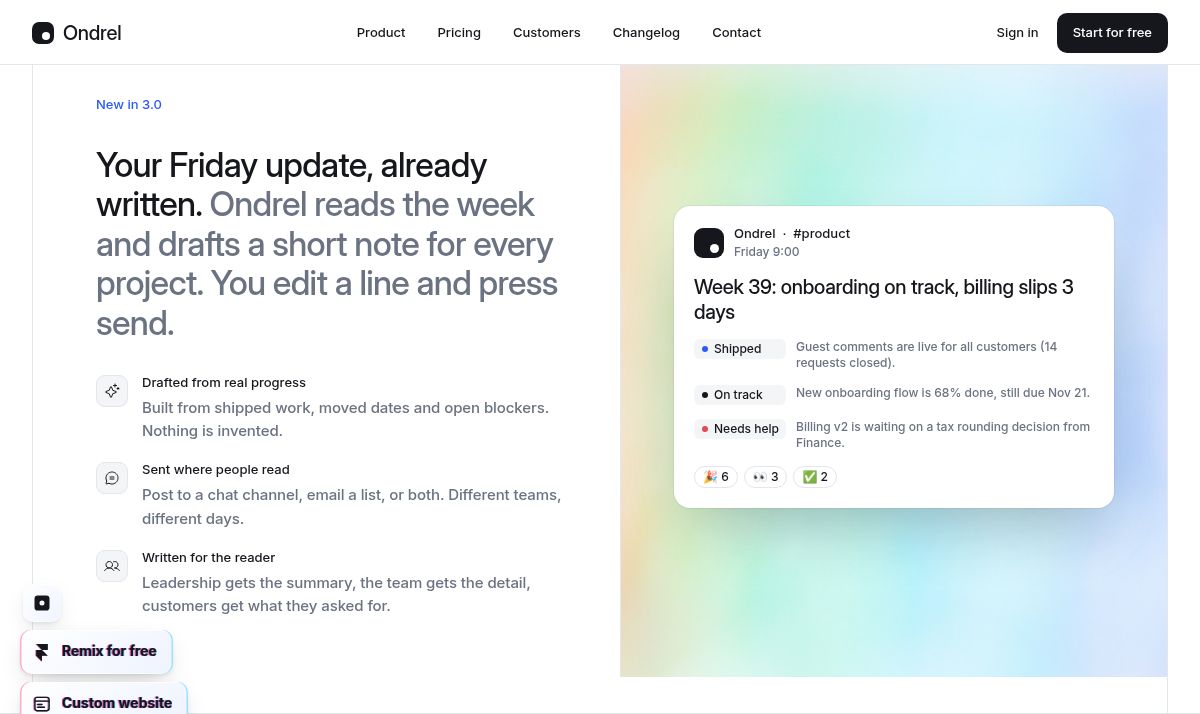 Ondrel
Product
Pricing
Customers
Changelog
Contact
Sign in
Start for free
New in 3.0
Your Friday update, already
written. Ondrel reads the week
and drafts a short note for every
project. You edit a line and press
send.
Drafted from real progress
Built from shipped work, moved dates and open blockers.
Nothing is invented.
Sent where people read
Post to a chat channel, email a list, or both. Different teams,
different days.
Written for the reader
Leadership gets the summary, the team gets the detail,
customers get what they asked for.
Remix for free
Custom website
Ondrel · #product
Friday 9:00
Week 39: onboarding on track, billing slips 3
days
Shipped
Guest comments are live for all customers (14
requests closed).
On track
New onboarding flow is 68% done, still due Nov 21.
Needs help
Billing v2 is waiting on a tax rounding decision from
Finance.
🎉 6
👀 3
✅ 2